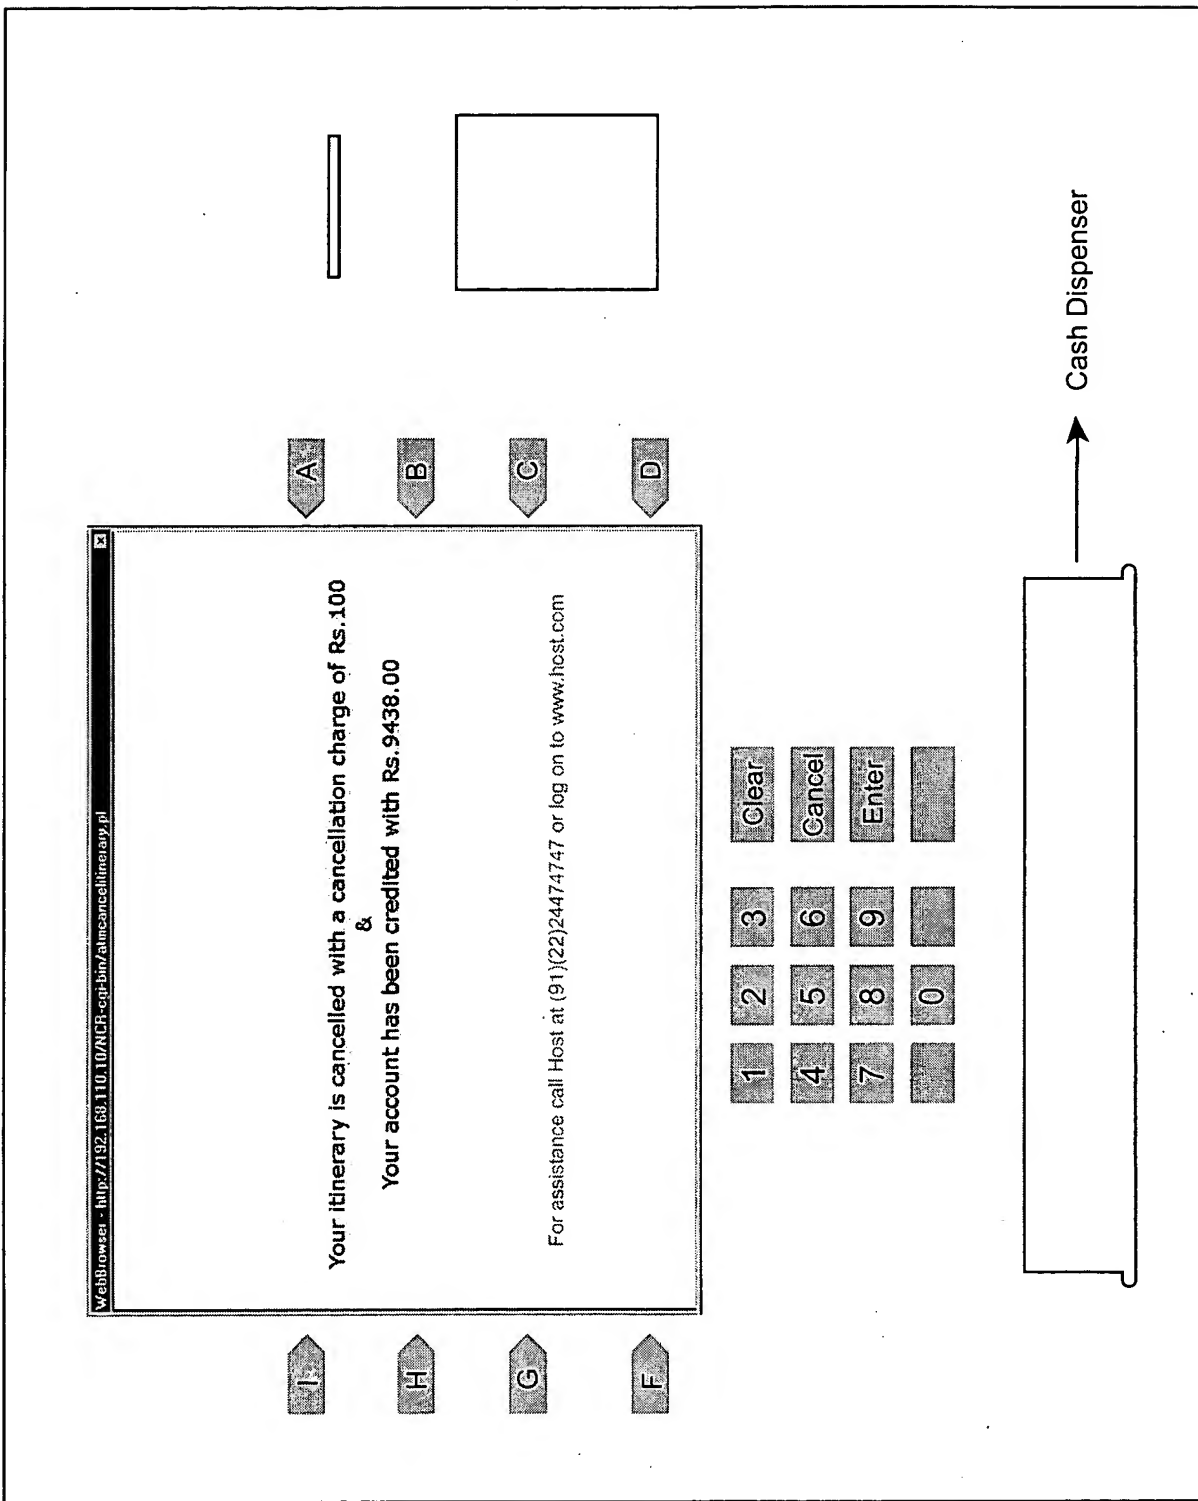 WebBrowser - http://192.168.110.10/NCR-cgi-bin/atmcancelitinerary.pl
Your itinerary is cancelled with a cancellation charge of Rs.100
&
Your account has been credited with Rs.9438.00
For assistance call Host at (91)(22)24474747 or log on to www.host.com
I
H
G
F
A
B
C
D
1 2 3 Clear
4 5 6 Cancel
7 8 9 Enter
0
Cash Dispenser